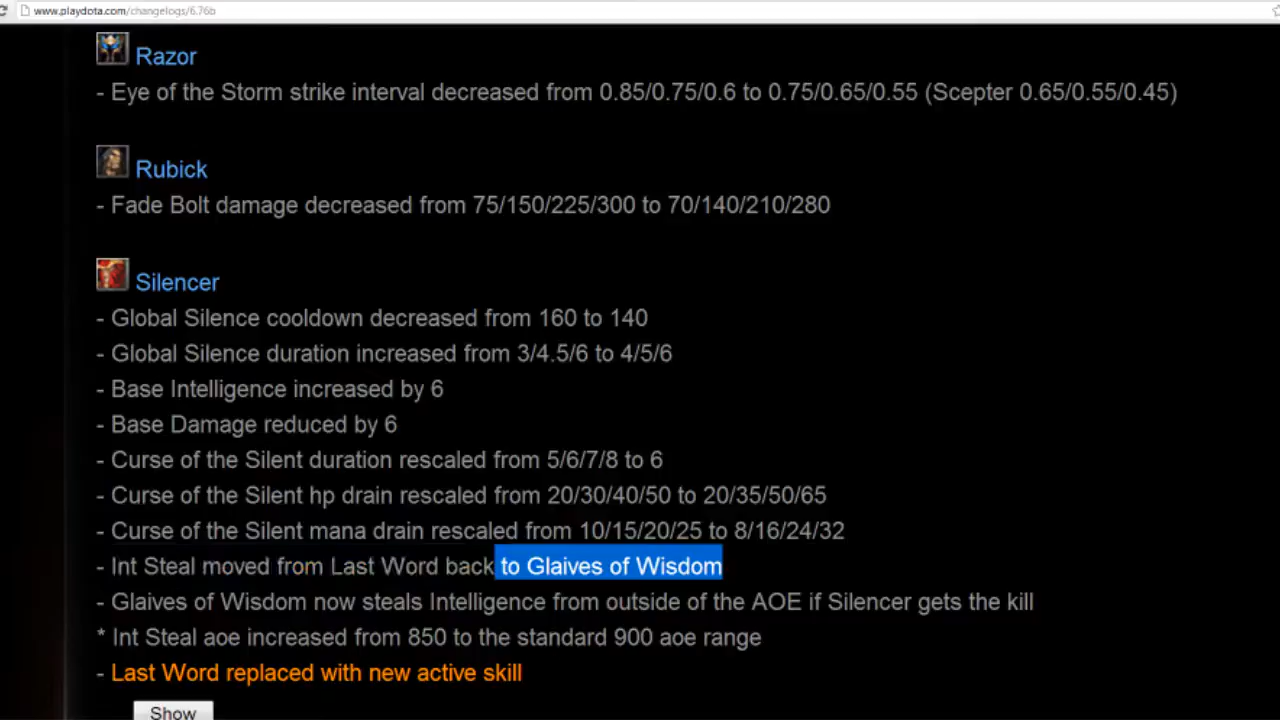 www.playdota.com/changelogs/6.76b
Razor
- Eye of the Storm strike interval decreased from 0.85/0.75/0.6 to 0.75/0.65/0.55 (Scepter 0.65/0.55/0.45)
Rubick
- Fade Bolt damage decreased from 75/150/225/300 to 70/140/210/280
Silencer
- Global Silence cooldown decreased from 160 to 140
- Global Silence duration increased from 3/4.5/6 to 4/5/6
- Base Intelligence increased by 6
- Base Damage reduced by 6
- Curse of the Silent duration rescaled from 5/6/7/8 to 6
- Curse of the Silent hp drain rescaled from 20/30/40/50 to 20/35/50/65
- Curse of the Silent mana drain rescaled from 10/15/20/25 to 8/16/24/32
- Int Steal moved from Last Word back to Glaives of Wisdom
- Glaives of Wisdom now steals Intelligence from outside of the AOE if Silencer gets the kill
* Int Steal aoe increased from 850 to the standard 900 aoe range
- Last Word replaced with new active skill
Show